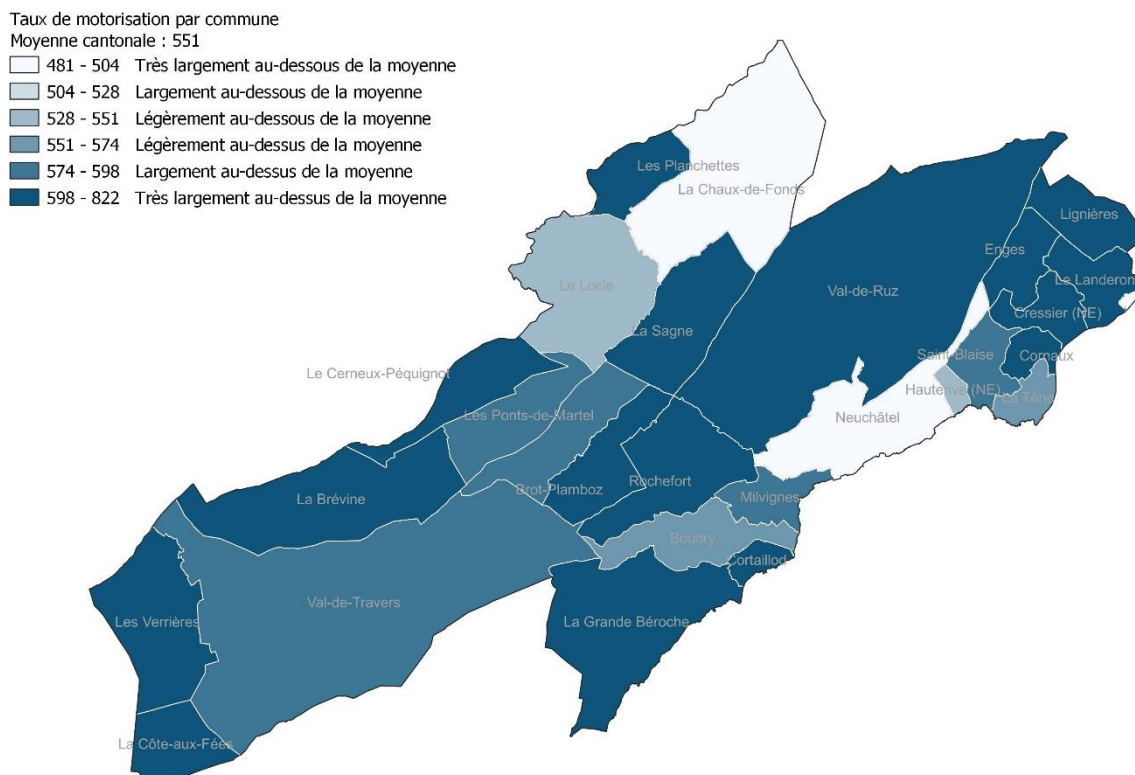 Taux de motorisation par commune
Moyenne cantonale : 551
481 - 504 Très largement au-dessous de la moyenne
504 - 528 Largement au-dessous de la moyenne
528 - 551 Légèrement au-dessous de la moyenne
551 - 574 Légèrement au-dessus de la moyenne
574 - 598 Largement au-dessus de la moyenne
598 - 822 Très largement au-dessus de la moyenne
Les Planchettes
La Chaux-de-Fonds
Lignières
Enges
Le Locle
Le Landeron
Val-de-Ruz
Cressier (NE)
La Sagne
Saint-Blaise
Cornaux
Le Cerneux-Péquignot
Hauterive (NE)
La Tène
Les Ponts-de-Martel
Neuchâtel
Rochefort
Brot-Plamboz
La Brévine
Milvignes
Boudry
Cortaillod
Val-de-Travers
Les Verrières
La Grande Béroche
La Côte-aux-Fées